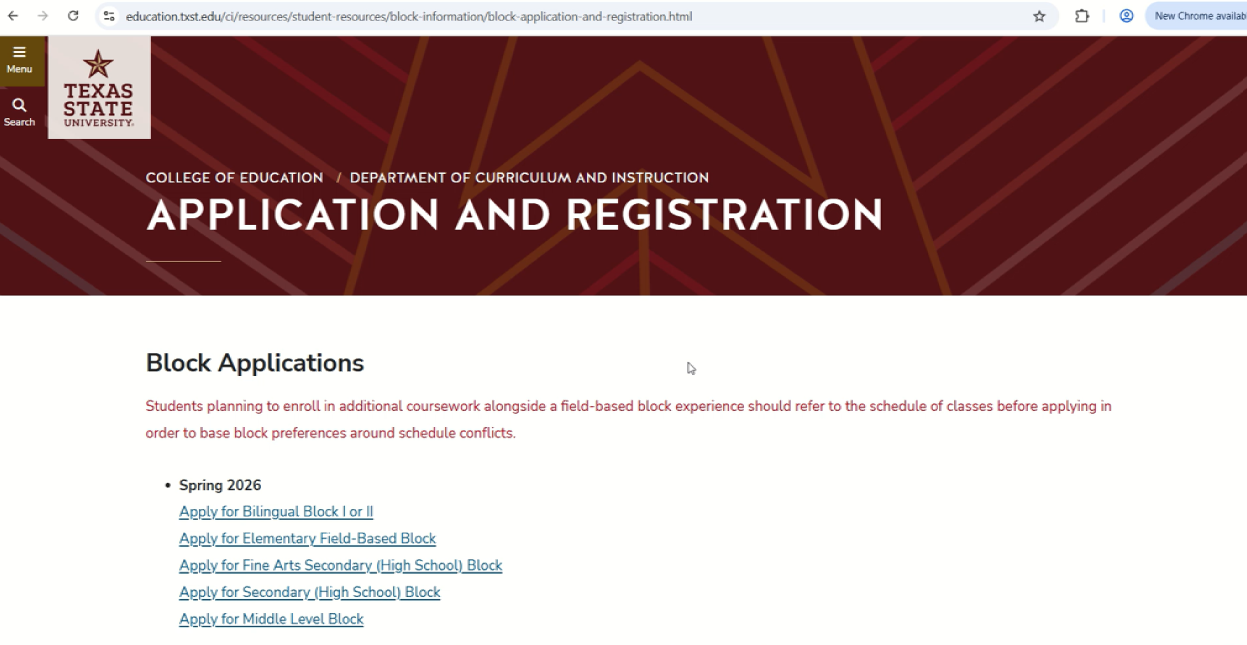 education.txst.edu/ci/resources/student-resources/block-information/block-application-and-registration.html
New Chrome availab
Menu
Search
TEXAS
STATE
UNIVERSITY.
COLLEGE OF EDUCATION / DEPARTMENT OF CURRICULUM AND INSTRUCTION
APPLICATION AND REGISTRATION
Block Applications
Students planning to enroll in additional coursework alongside a field-based block experience should refer to the schedule of classes before applying in
order to base block preferences around schedule conflicts.
• Spring 2026
Apply for Bilingual Block I or II
Apply for Elementary Field-Based Block
Apply for Fine Arts Secondary (High School) Block
Apply for Secondary (High School) Block
Apply for Middle Level Block